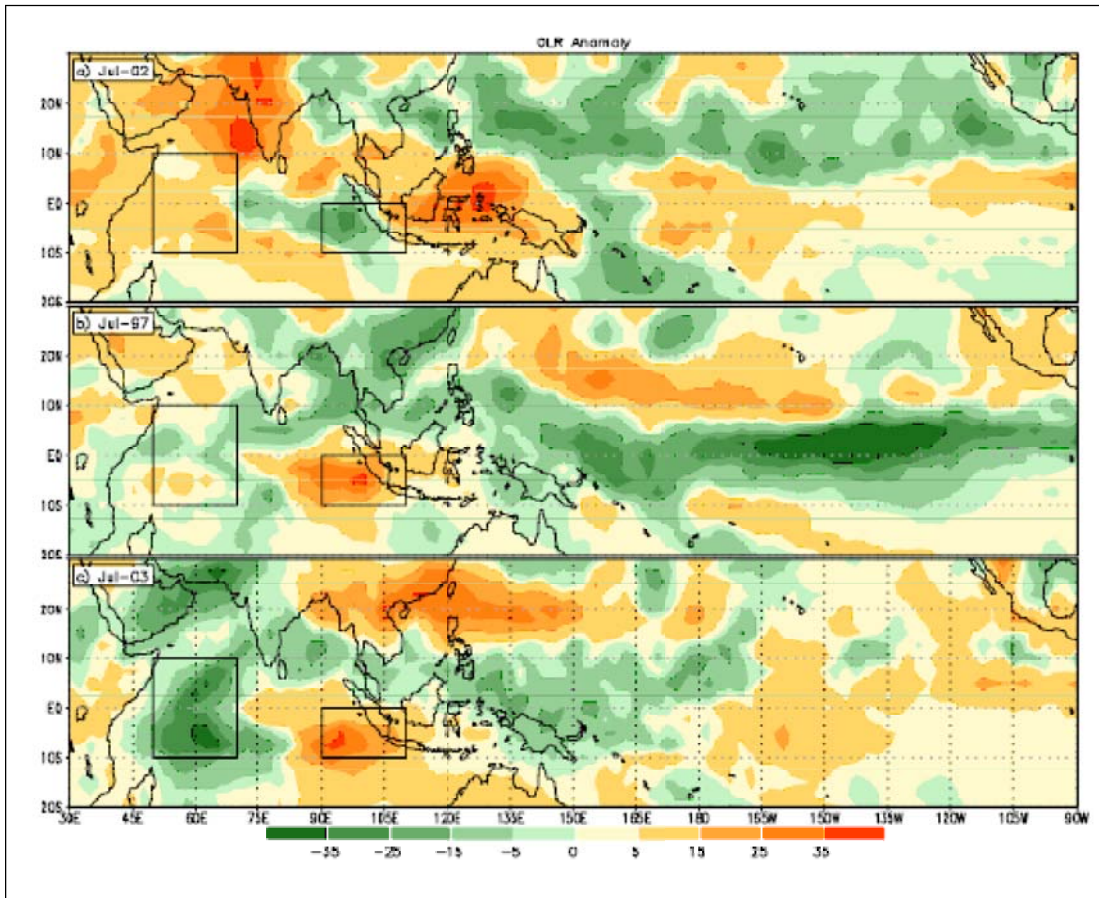 OLR Anomaly
a) Jul-02
20N
10N
EQ
10S
20S
b) Jul-97
20N
10N
EQ
10S
20S
c) Jul-03
20N
10N
EQ
10S
20S
30E 45E 60E 75E 90E 105E 120E 135E 150E 165E 180 165W 150W 135W 120W 105W 90W
-35 -25 -15 -5 0 5 15 25 35